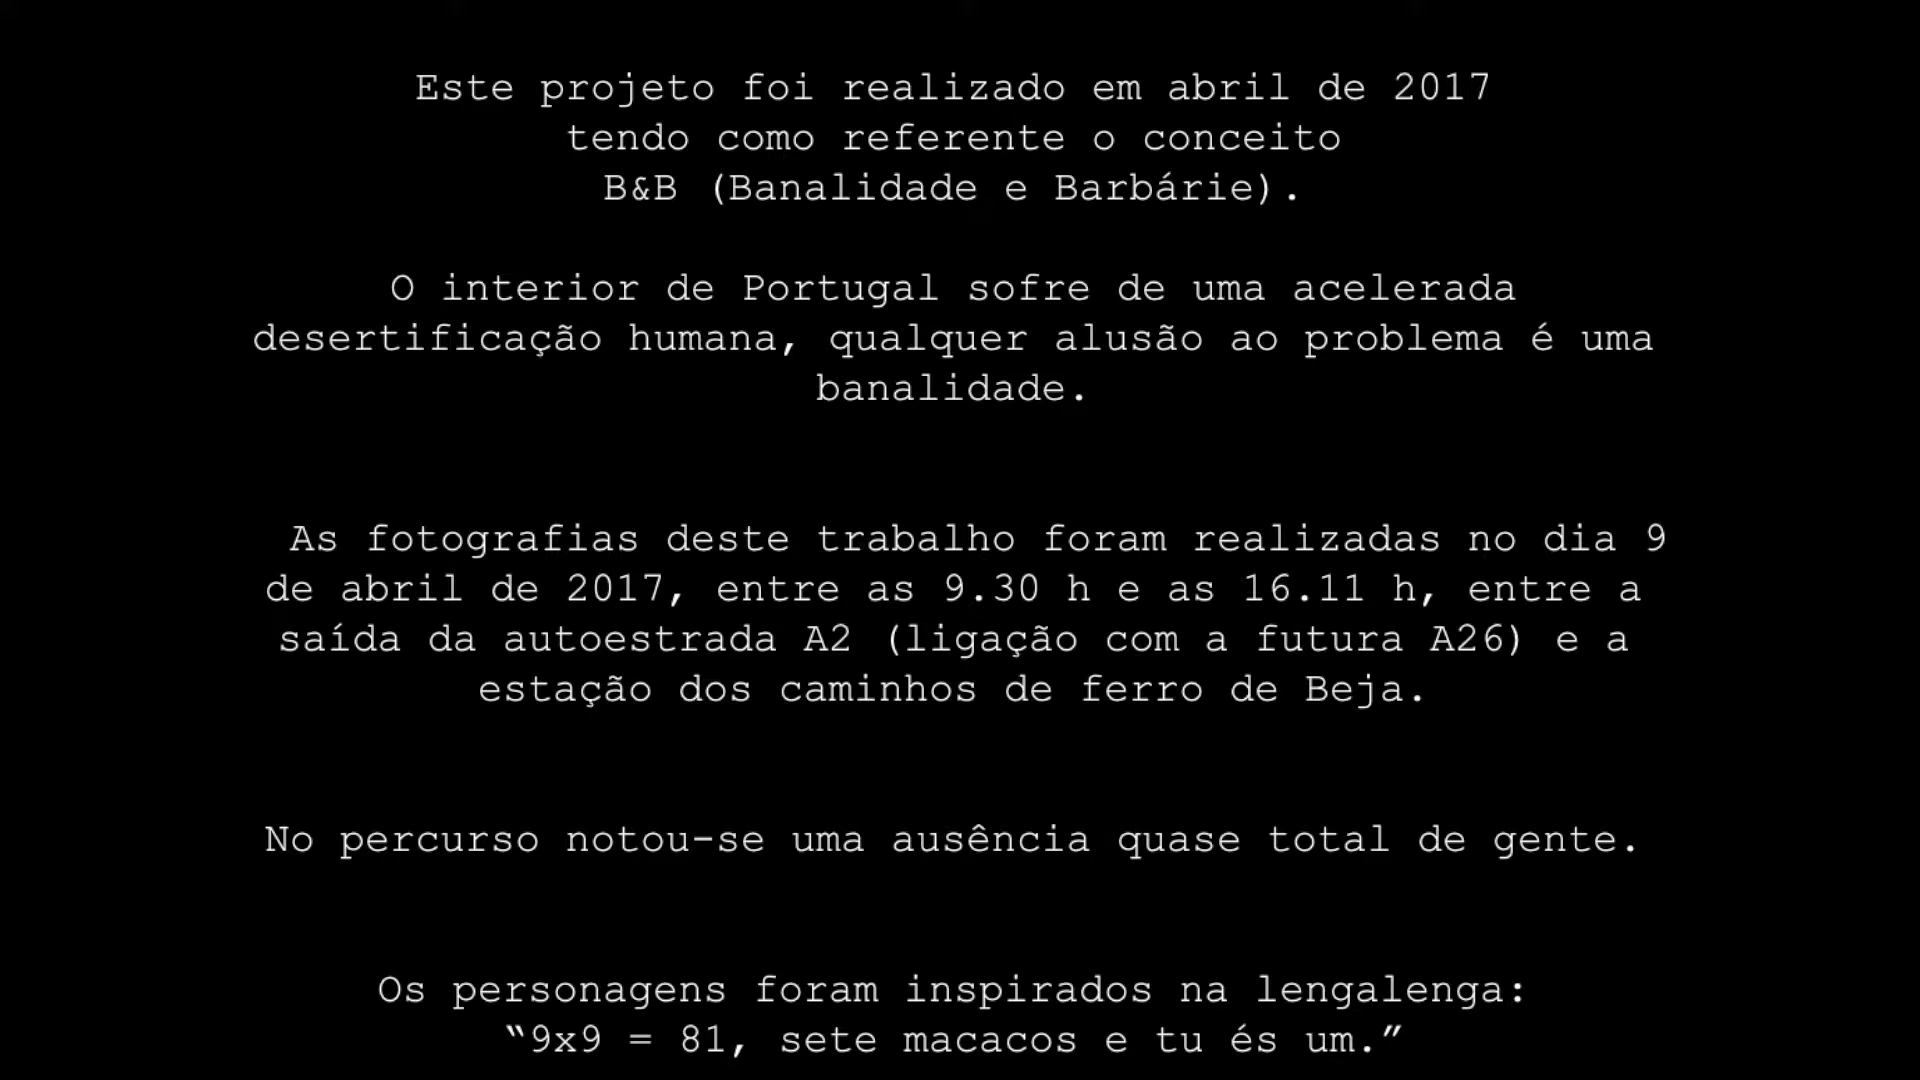 Este projeto foi realizado em abril de 2017
tendo como referente o conceito
B&B (Banalidade e Barbárie).
O interior de Portugal sofre de uma acelerada
desertificação humana, qualquer alusão ao problema é uma
banalidade.
As fotografias deste trabalho foram realizadas no dia 9
de abril de 2017, entre as 9.30 h e as 16.11 h, entre a
saída da autoestrada A2 (ligação com a futura A26) e a
estação dos caminhos de ferro de Beja.
No percurso notou-se uma ausência quase total de gente.
Os personagens foram inspirados na lengalenga:
“9x9 = 81, sete macacos e tu és um.”